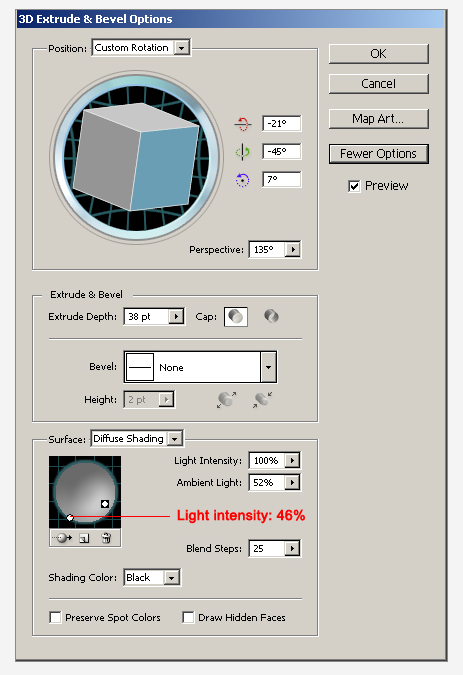 3D Extrude & Bevel Options
Position: Custom Rotation
OK
Cancel
Map Art...
Fewer Options
Preview
-21°
-45°
7°
Perspective: 135°
Extrude & Bevel
Extrude Depth: 38 pt Cap:
Bevel: None
Height: 2 pt
Surface: Diffuse Shading
Light Intensity: 100%
Ambient Light: 52%
Light intensity: 46%
Blend Steps: 25
Shading Color: Black
Preserve Spot Colors Draw Hidden Faces